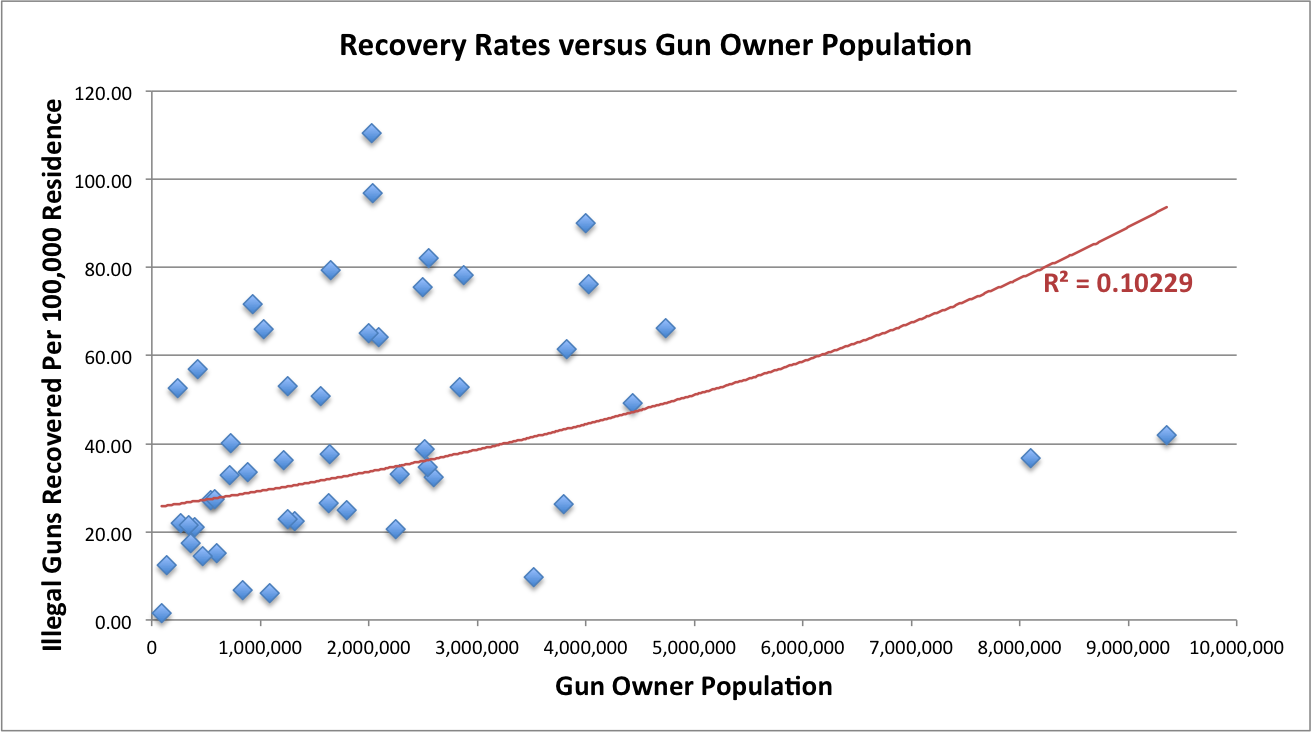 Recovery Rates versus Gun Owner Population
Illegal Guns Recovered Per 100,000 Residence
120.00
100.00
80.00
60.00
40.00
20.00
0.00
R² = 0.10229
0 1,000,000 2,000,000 3,000,000 4,000,000 5,000,000 6,000,000 7,000,000 8,000,000 9,000,000 10,000,000
Gun Owner Population